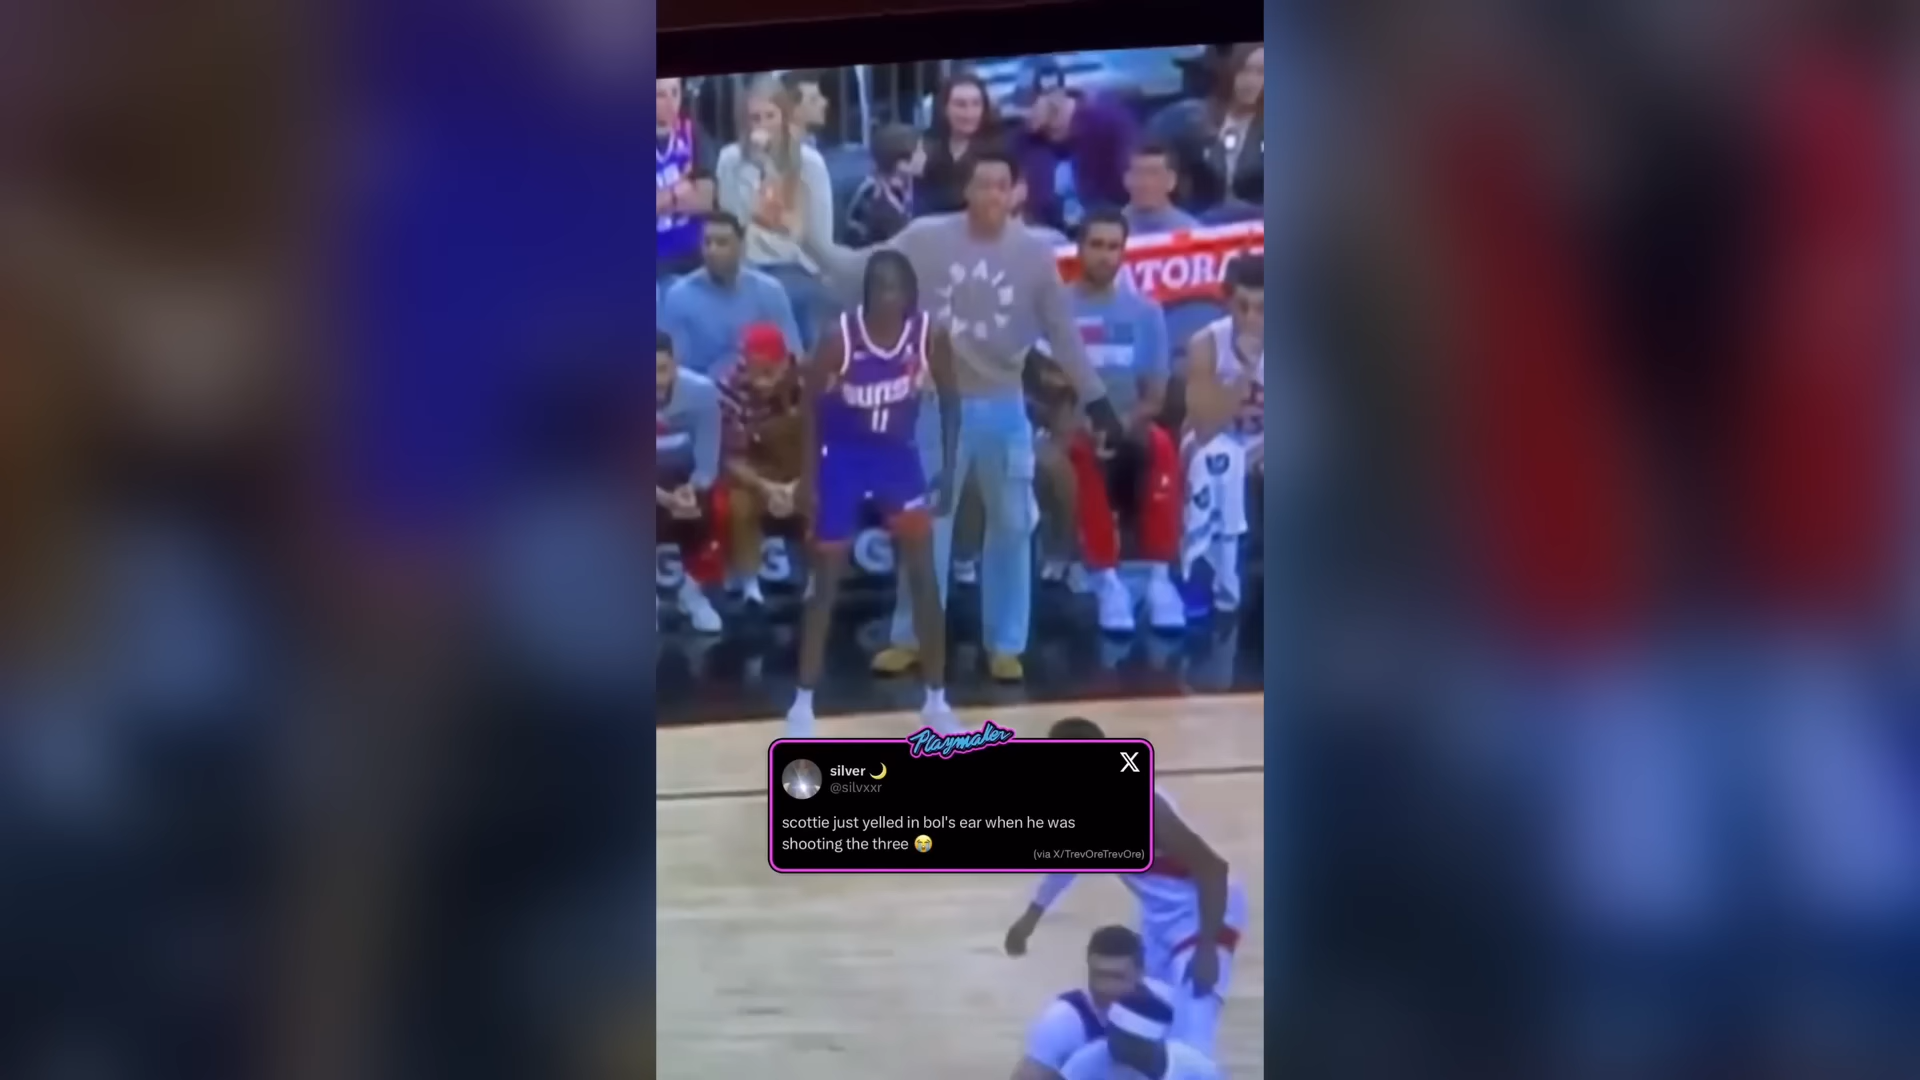 ATORA
SUNS
11
G
G
G
Playmaker
silver 🌙
@silvxxr
scottie just yelled in bol's ear when he was
shooting the three 😭
(via X/TrevOreTrevOre)